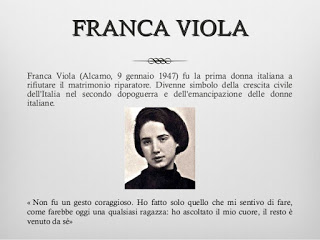 FRANCA VIOLA
Franca Viola (Alcamo, 9 gennaio 1947) fu la prima donna italiana a
rifiutare il matrimonio riparatore. Divenne simbolo della crescita civile
dell'Italia nel secondo dopoguerra e dell'emancipazione delle donne
italiane.
« Non fu un gesto coraggioso. Ho fatto solo quello che mi sentivo di fare,
come farebbe oggi una qualsiasi ragazza: ho ascoltato il mio cuore, il resto è
venuto da sé»